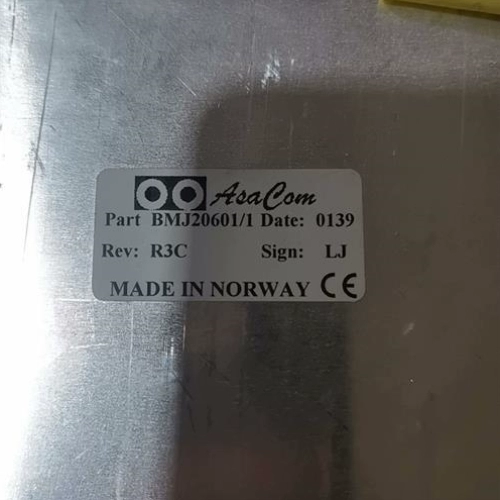 AsaCom
Part BMJ20601/1 Date: 0139
Rev: R3C Sign: LJ
MADE IN NORWAY CE